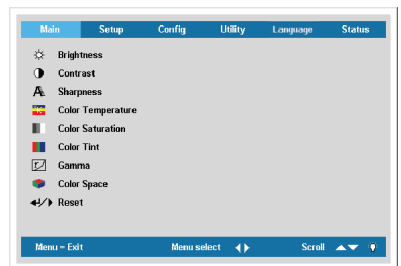 Main Setup Config Utility Language Status
Brightness
Contrast
Sharpness
Color Temperature
Color Saturation
Color Tint
Gamma
Color Space
Reset
Menu = Exit Menu select Scroll